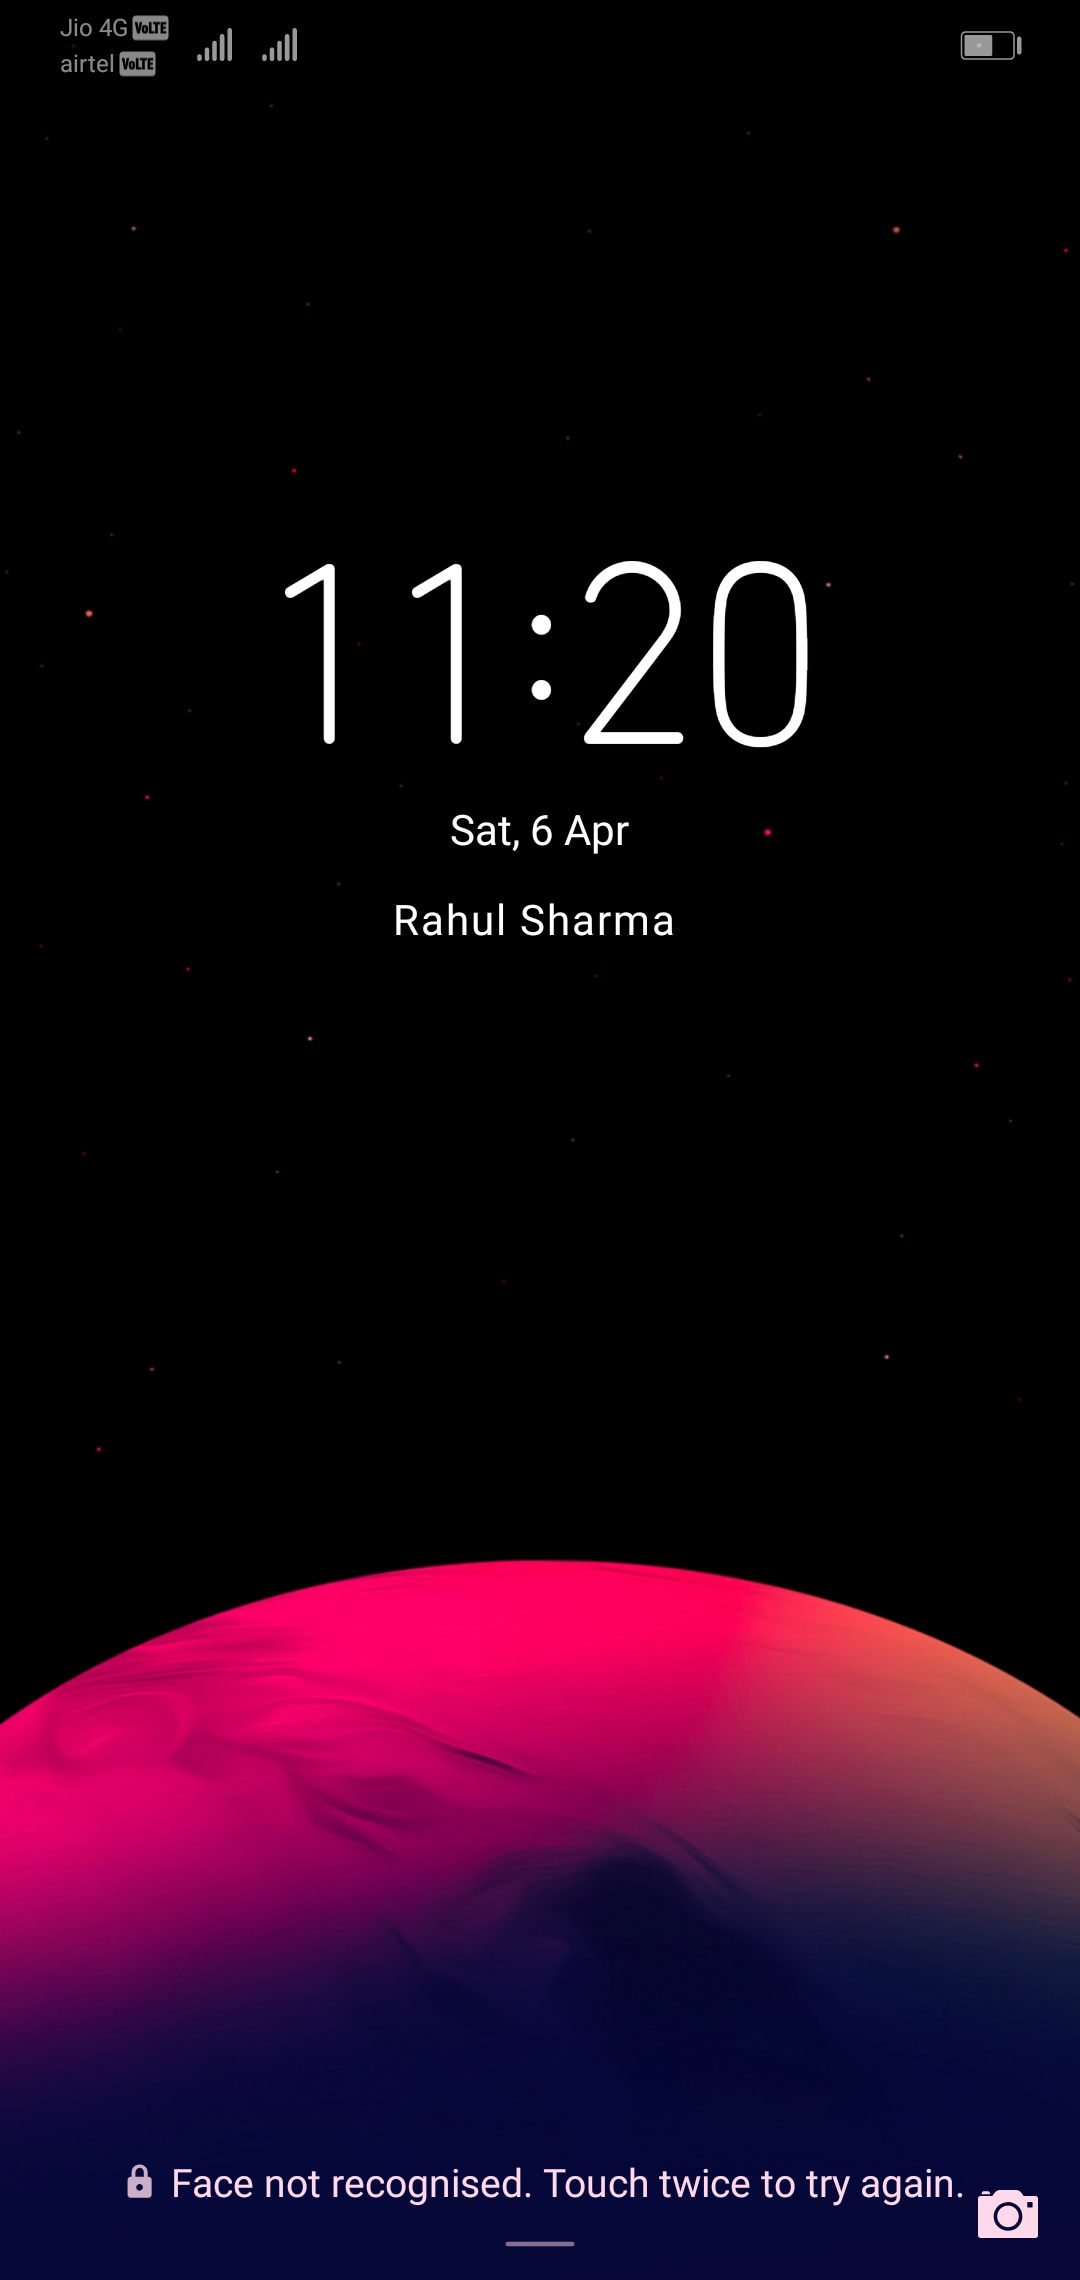 Jio 4G VoLTE
airtel VoLTE
11:20
Sat, 6 Apr
Rahul Sharma
Face not recognised. Touch twice to try again.